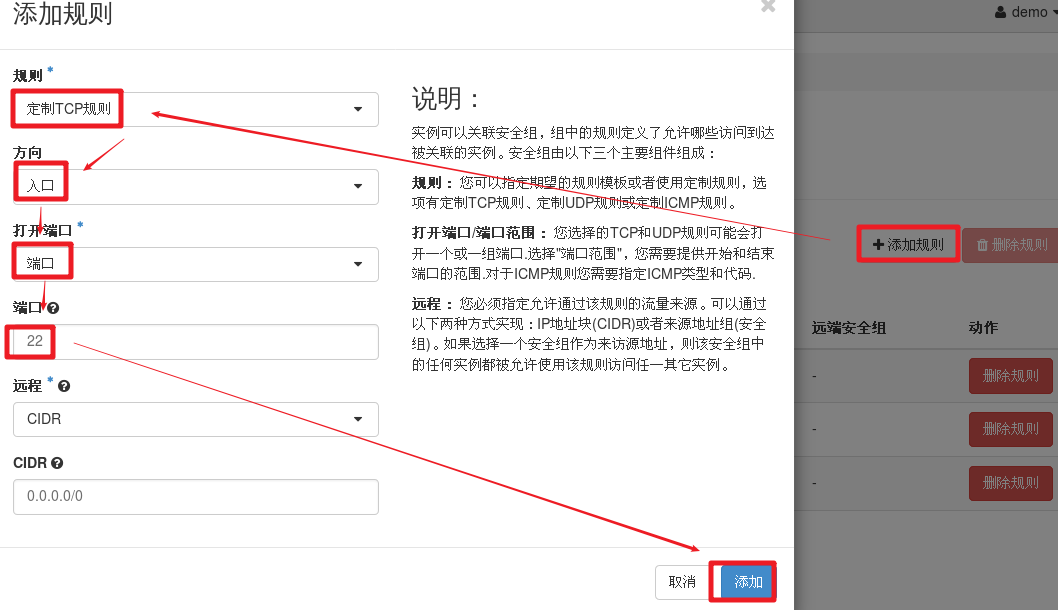 添加规则
×
demo
规则 *
定制TCP规则
方向
入口
打开端口 *
端口
端口
22
远程 *
CIDR
CIDR
0.0.0.0/0
说明：
实例可以关联安全组，组中的规则定义了允许哪些访问到达
被关联的实例。安全组由以下三个主要组件组成：
规则： 您可以指定期望的规则模板或者使用定制规则，选
项有定制TCP规则、定制UDP规则或定制ICMP规则。
打开端口/端口范围： 您选择的TCP和UDP规则可能会打
开一个或一组端口.选择"端口范围"，您需要提供开始和结束
端口的范围.对于ICMP规则您需要指定ICMP类型和代码.
远程： 您必须指定允许通过该规则的流量来源。可以通过
以下两种方式实现：IP地址块(CIDR)或者来源地址组(安全
组)。如果选择一个安全组作为来访源地址，则该安全组中
的任何实例都被允许使用该规则访问任一其它实例。
取消
添加
添加规则
删除规则
远端安全组
动作
-
删除规则
-
删除规则
-
删除规则